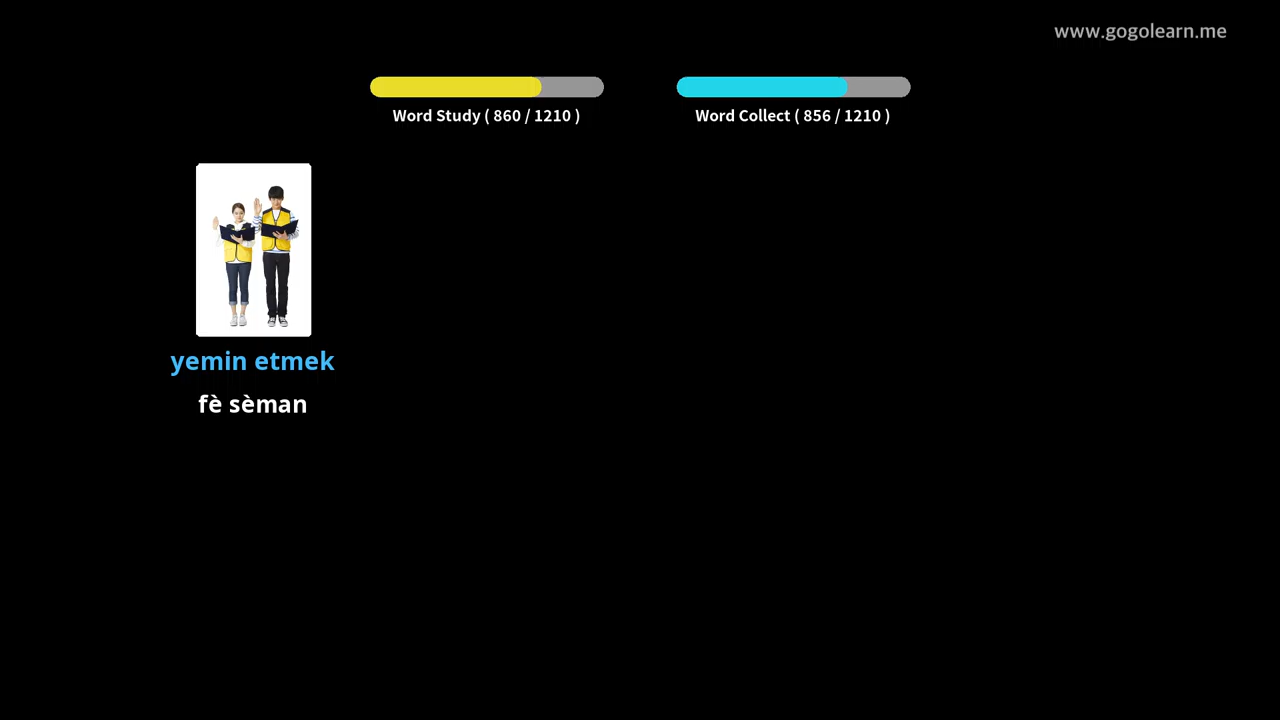 www.gogolearn.me
Word Study ( 860 / 1210 )
Word Collect ( 856 / 1210 )
yemin etmek
fè sèman